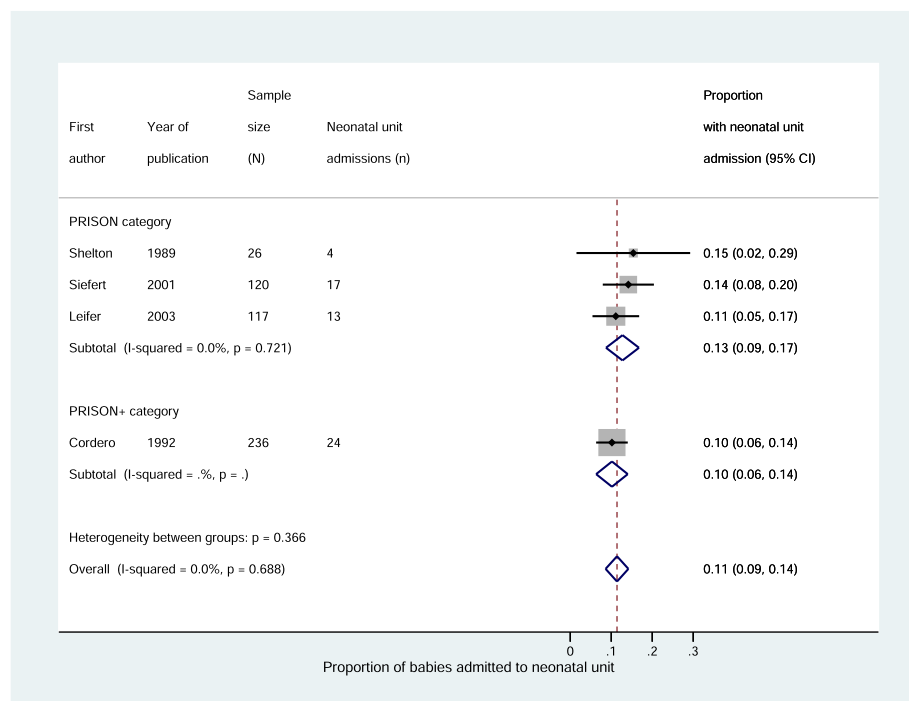 Sample Proportion
First Year of size Neonatal unit with neonatal unit
author publication (N) admissions (n) admission (95% CI)
PRISON category
Shelton 1989 26 4 0.15 (0.02, 0.29)
Siefert 2001 120 17 0.14 (0.08, 0.20)
Leifer 2003 117 13 0.11 (0.05, 0.17)
Subtotal (I-squared = 0.0%, p = 0.721) 0.13 (0.09, 0.17)
PRISON+ category
Cordero 1992 236 24 0.10 (0.06, 0.14)
Subtotal (I-squared = .%, p = .) 0.10 (0.06, 0.14)
Heterogeneity between groups: p = 0.366
Overall (I-squared = 0.0%, p = 0.688) 0.11 (0.09, 0.14)
0 .1 .2 .3
Proportion of babies admitted to neonatal unit